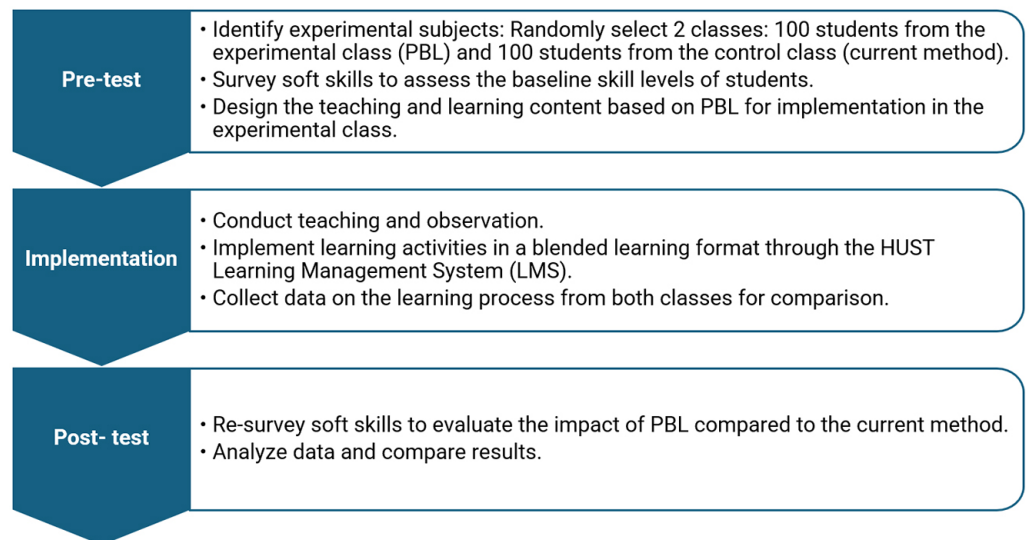 Pre-test
• Identify experimental subjects: Randomly select 2 classes: 100 students from the
experimental class (PBL) and 100 students from the control class (current method).
• Survey soft skills to assess the baseline skill levels of students.
• Design the teaching and learning content based on PBL for implementation in the
experimental class.
Implementation
• Conduct teaching and observation.
• Implement learning activities in a blended learning format through the HUST
Learning Management System (LMS).
• Collect data on the learning process from both classes for comparison.
Post- test
• Re-survey soft skills to evaluate the impact of PBL compared to the current method.
• Analyze data and compare results.